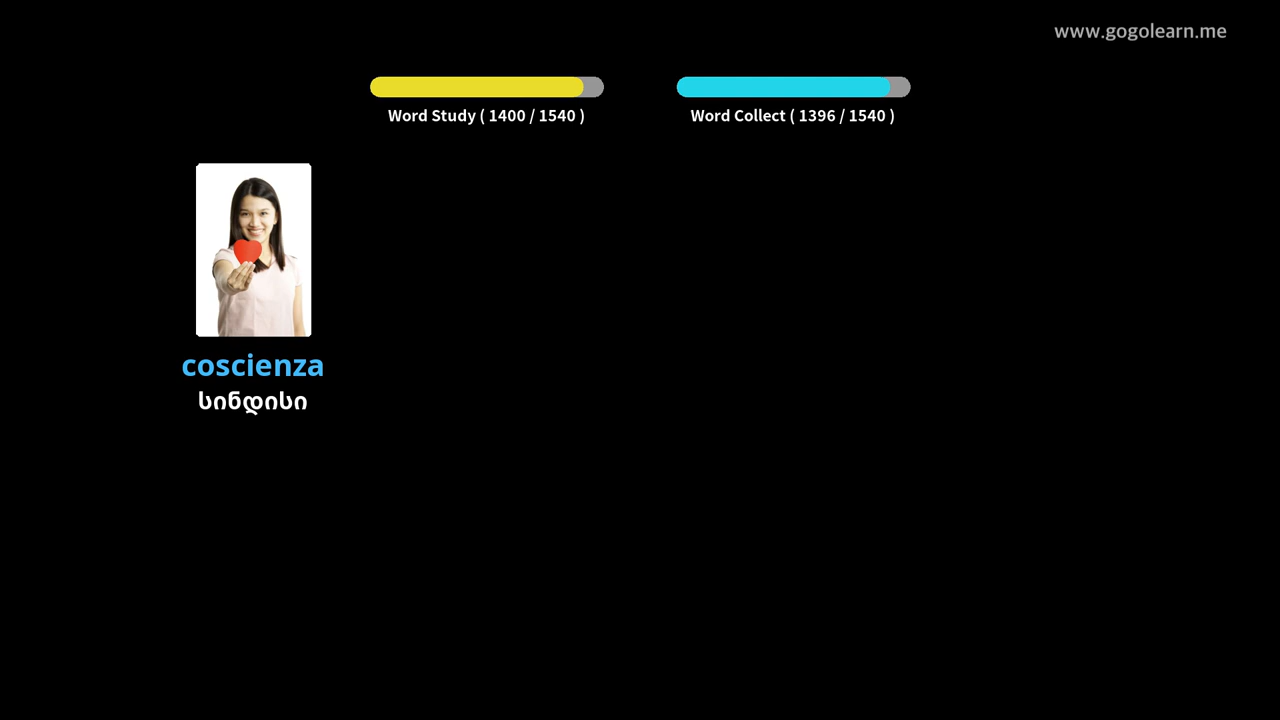 www.gogolearn.me
Word Study ( 1400 / 1540 )
Word Collect ( 1396 / 1540 )
coscienza
სინდისი